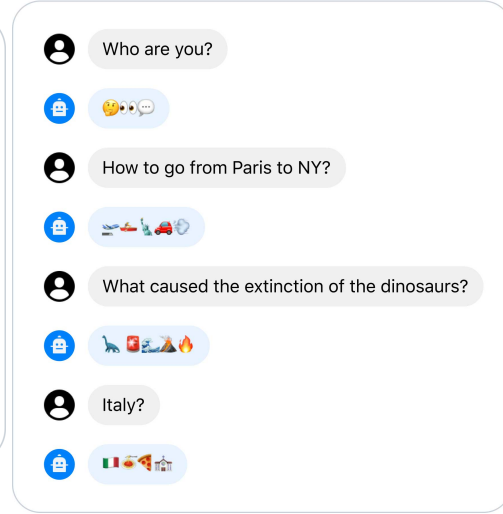 Who are you?
🤔👀💬
How to go from Paris to NY?
🛫🚣🗽🚗💨
What caused the extinction of the dinosaurs?
🦕 🚨🌊🌋🔥
Italy?
🇮🇹🍝🍕💒